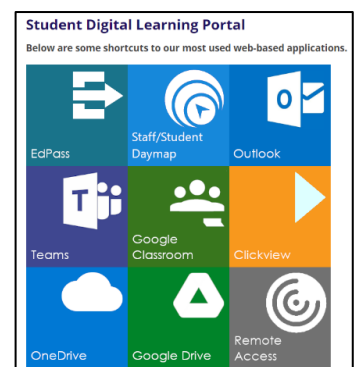 Student Digital Learning Portal
Below are some shortcuts to our most used web-based applications.
EdPass
Staff/Student
Daymap
Outlook
Teams
Google
Classroom
Clickview
OneDrive
Google Drive
Remote
Access